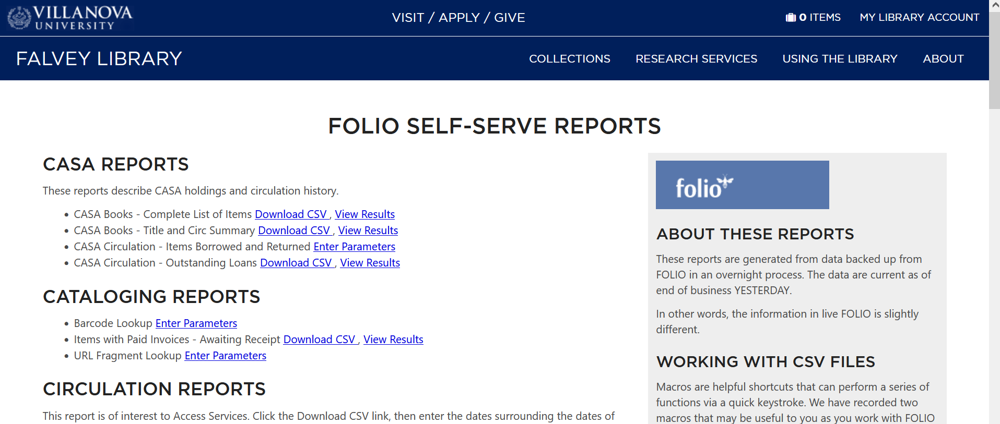 VILLANOVA
UNIVERSITY
VISIT / APPLY / GIVE
0 ITEMS
MY LIBRARY ACCOUNT
FALVEY LIBRARY
COLLECTIONS
RESEARCH SERVICES
USING THE LIBRARY
ABOUT
FOLIO SELF-SERVE REPORTS
CASA REPORTS
These reports describe CASA holdings and circulation history.
• CASA Books - Complete List of Items Download CSV , View Results
• CASA Books - Title and Circ Summary Download CSV , View Results
• CASA Circulation - Items Borrowed and Returned Enter Parameters
• CASA Circulation - Outstanding Loans Download CSV , View Results
CATALOGING REPORTS
• Barcode Lookup Enter Parameters
• Items with Paid Invoices - Awaiting Receipt Download CSV , View Results
• URL Fragment Lookup Enter Parameters
CIRCULATION REPORTS
This report is of interest to Access Services. Click the Download CSV link, then enter the dates surrounding the dates of
folio
ABOUT THESE REPORTS
These reports are generated from data backed up from
FOLIO in an overnight process. The data are current as of
end of business YESTERDAY.
In other words, the information in live FOLIO is slightly
different.
WORKING WITH CSV FILES
Macros are helpful shortcuts that can perform a series of
functions via a quick keystroke. We have recorded two
macros that may be useful to you as you work with FOLIO